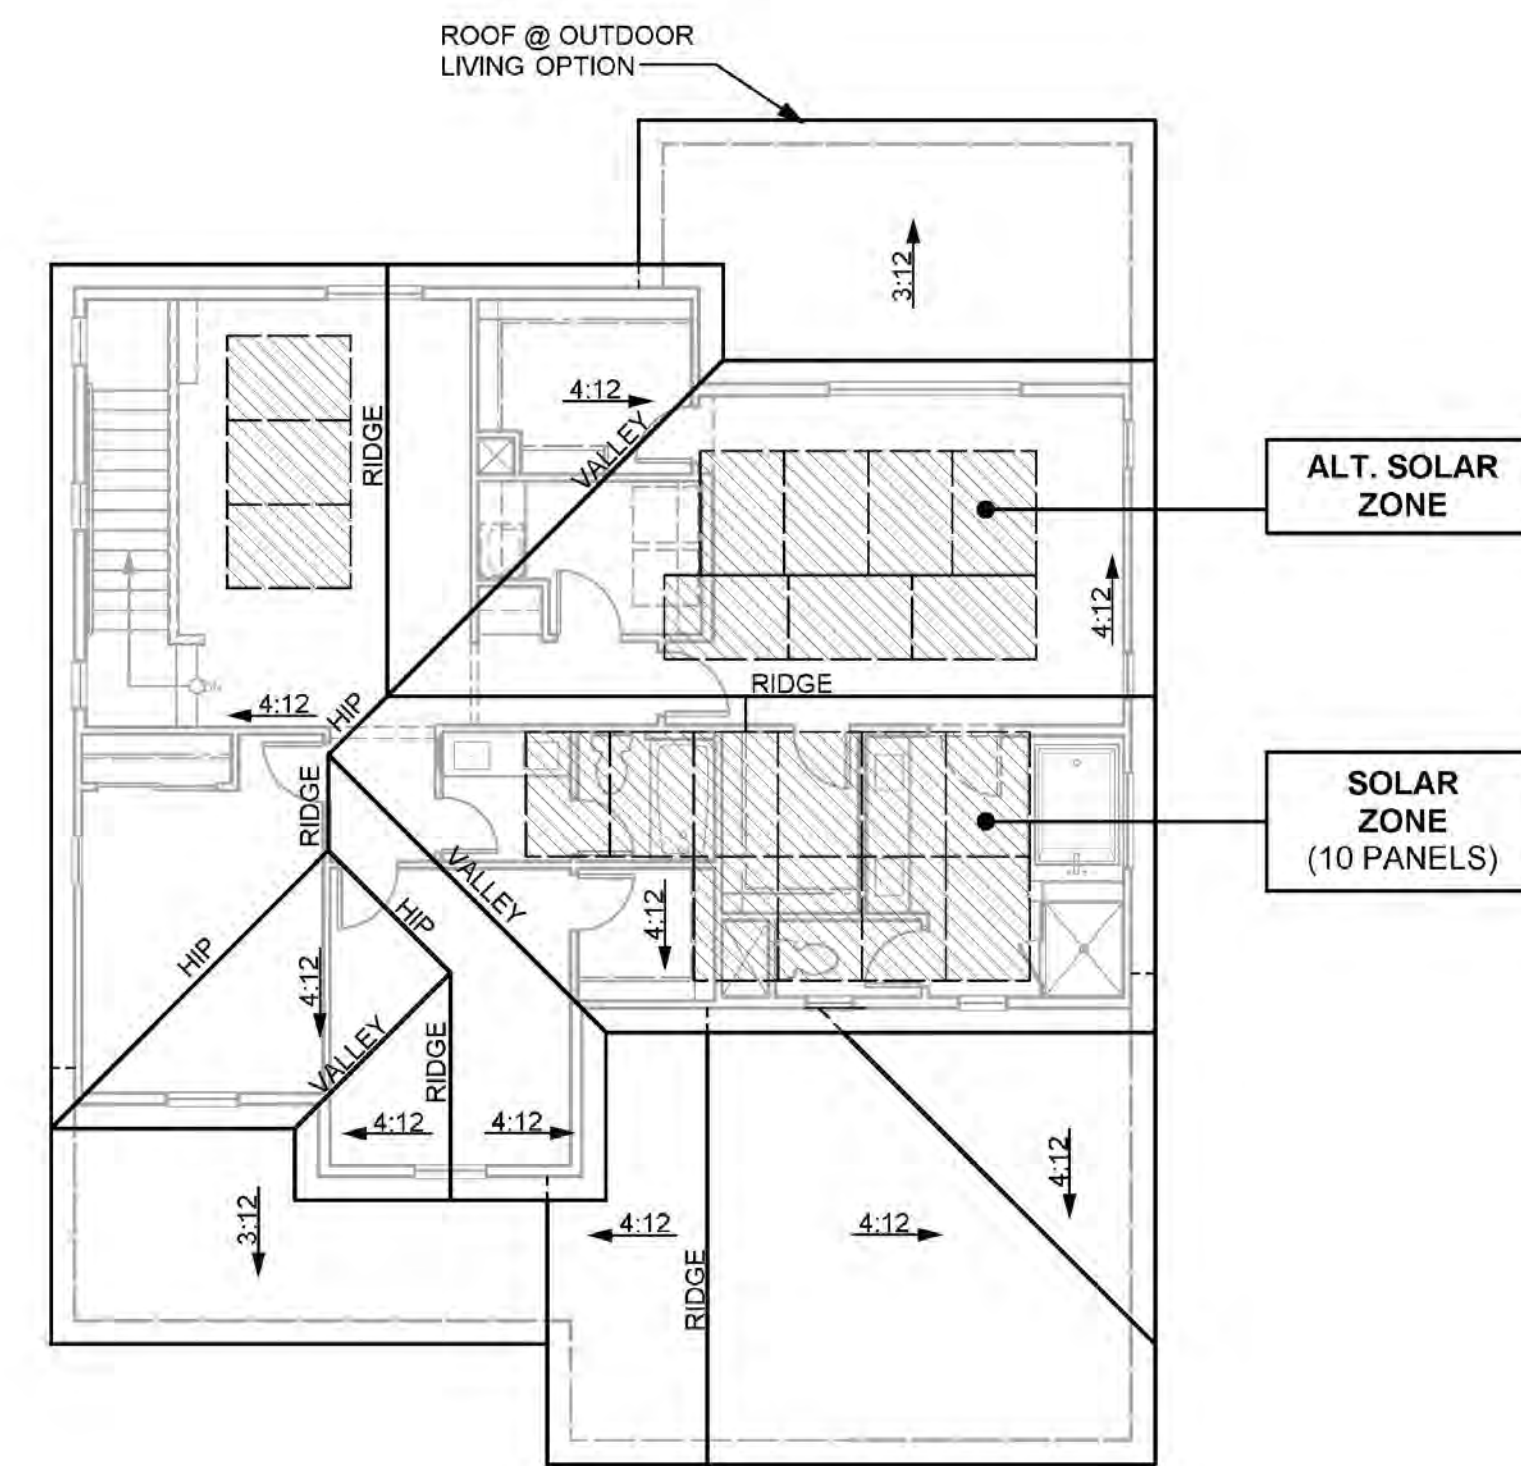 ROOF @ OUTDOOR
LIVING OPTION
3:12
4:12
RIDGE
VALLEY
ALT. SOLAR
ZONE
4:12
RIDGE
4:12
HIP
RIDGE
SOLAR
ZONE
(10 PANELS)
VALLEY
HIP
HIP
4:12
4:12
VALLEY
RIDGE
4:12
4:12
4:12
3:12
4:12
4:12
RIDGE